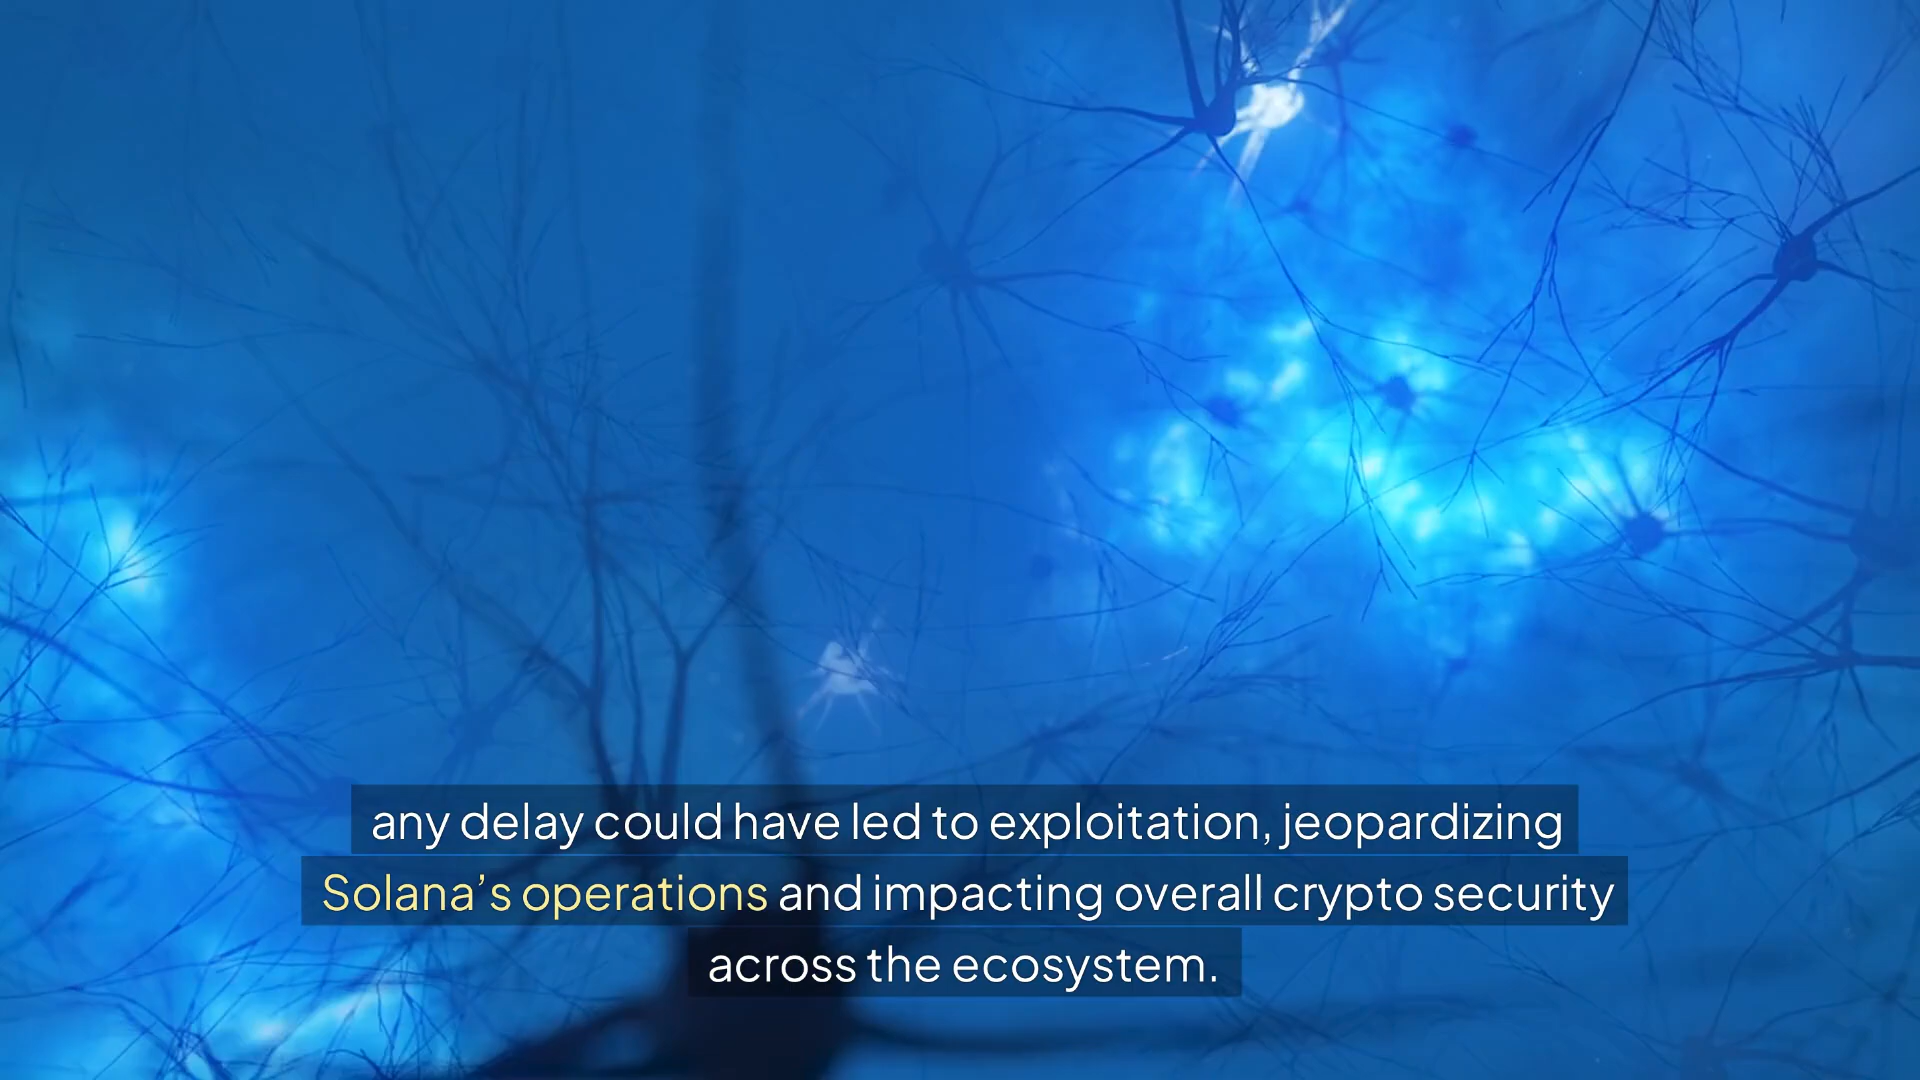 any delay could have led to exploitation, jeopardizing
Solana’s operations and impacting overall crypto security
across the ecosystem.